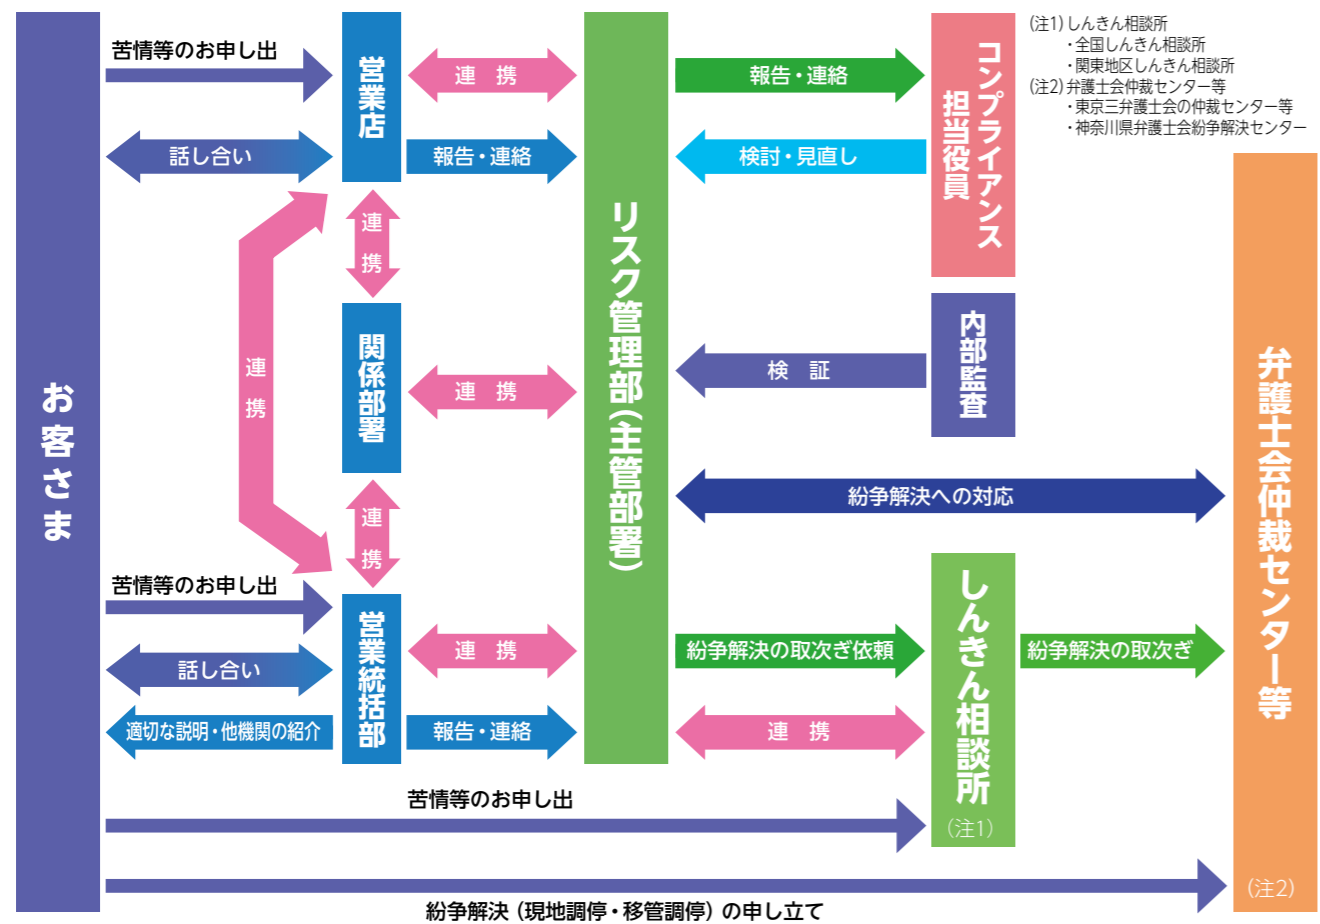 お客さま
苦情等のお申し出
話し合い
営業店
連携
報告・連絡
連携
関係部署
連携
連携
連携
苦情等のお申し出
話し合い
適切な説明・他機関の紹介
営業統括部
連携
報告・連絡
リスク管理部(主管部署)
報告・連絡
検討・見直し
コンプライアンス
担当役員
検証
内部監査
紛争解決への対応
紛争解決の取次ぎ依頼
連携
しんきん相談所
(注1)
紛争解決の取次ぎ
弁護士会仲裁センター等
(注2)
苦情等のお申し出
紛争解決(現地調停・移管調停)の申し立て
(注1)しんきん相談所
・全国しんきん相談所
・関東地区しんきん相談所
(注2)弁護士会仲裁センター等
・東京三弁護士会の仲裁センター等
・神奈川県弁護士会紛争解決センター